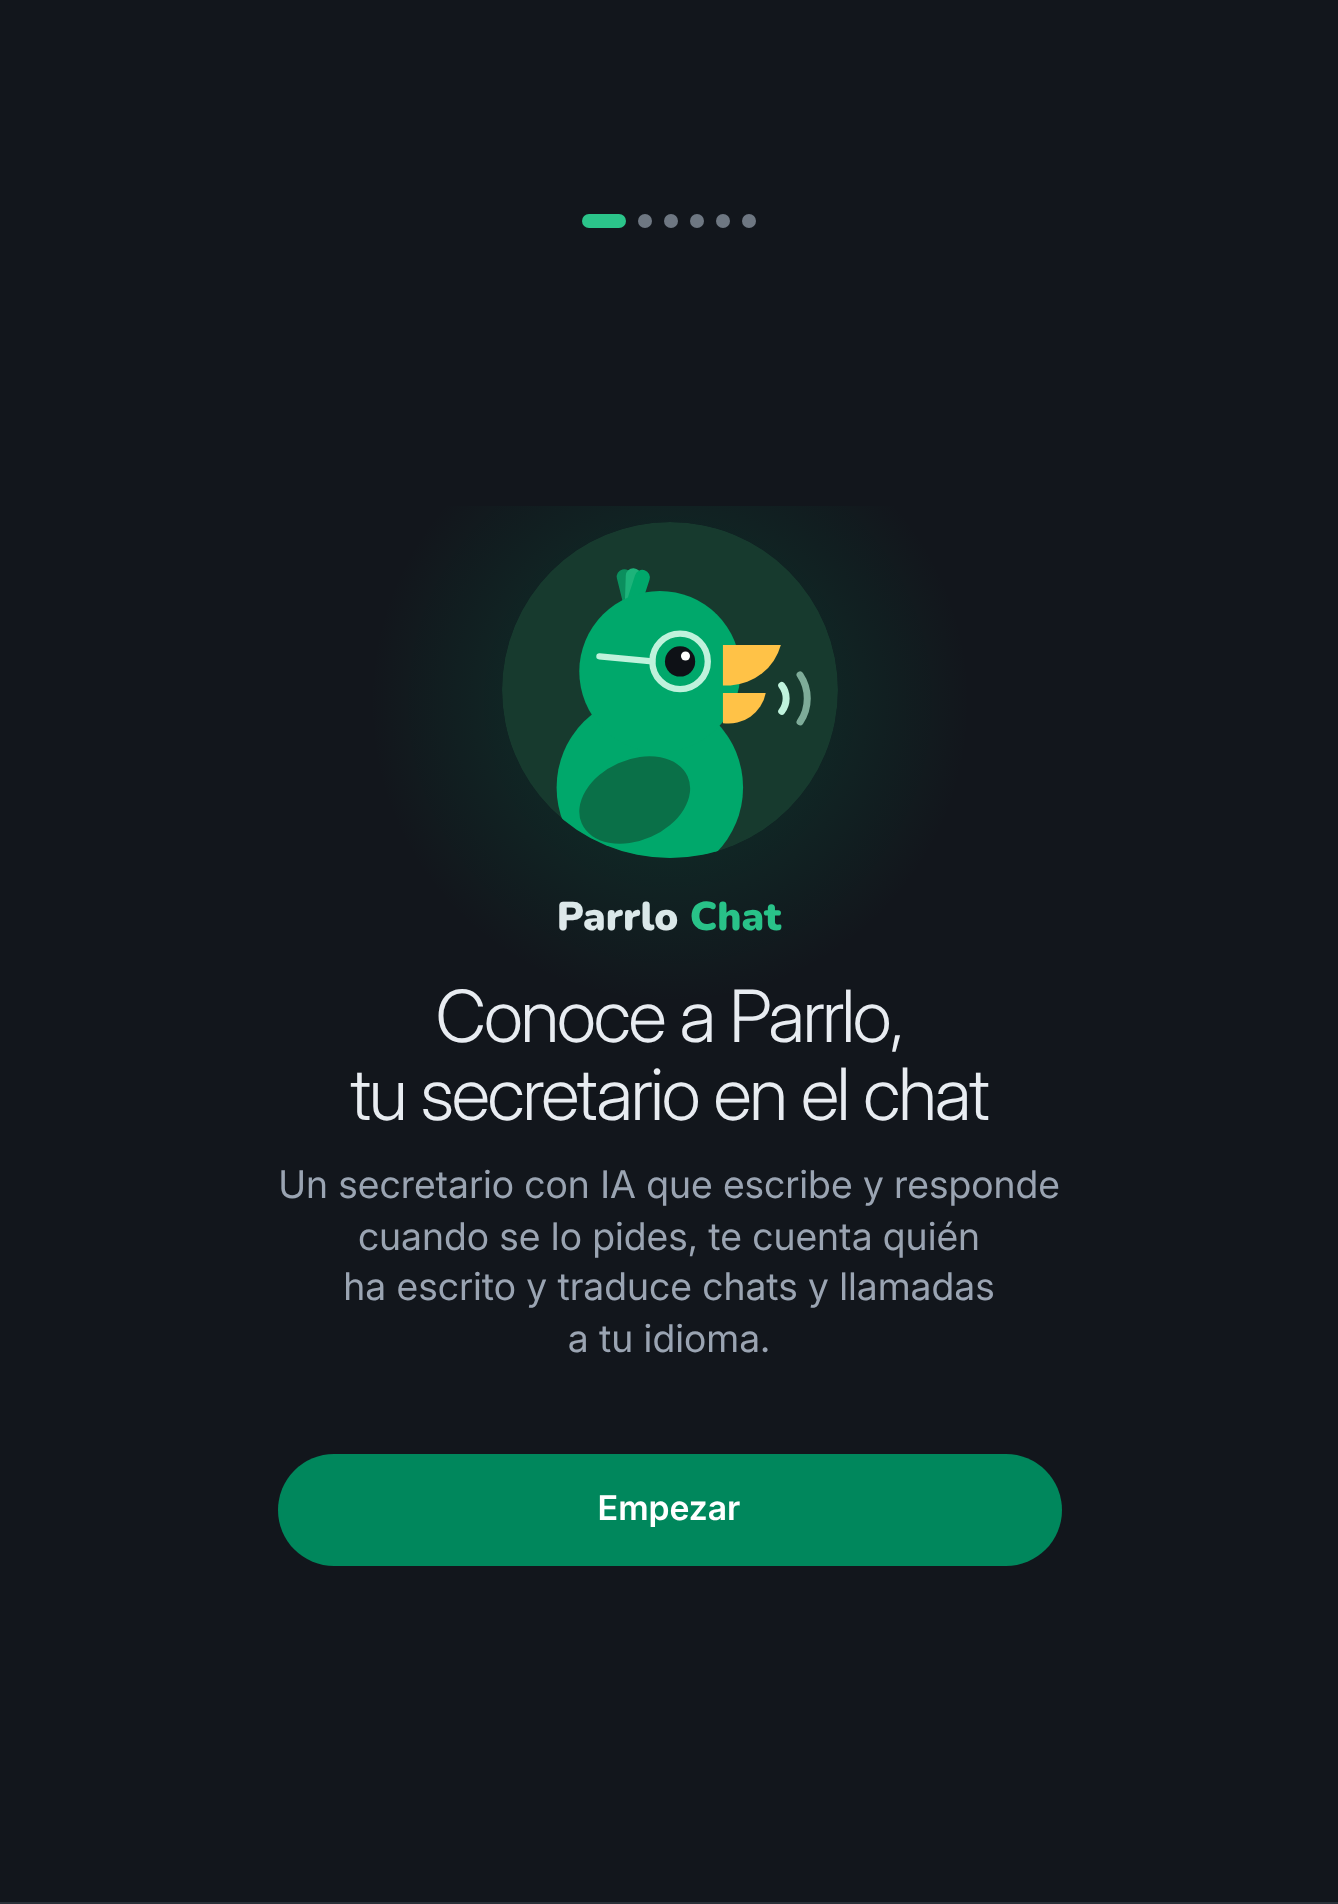 Parrlo Chat
Conoce a Parrlo,
tu secretario en el chat
Un secretario con IA que escribe y responde
cuando se lo pides, te cuenta quién
ha escrito y traduce chats y llamadas
a tu idioma.
Empezar